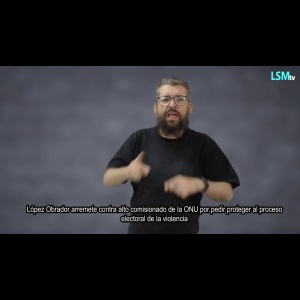 LSMtv
López Obrador arremete contra alto comisionado de la ONU por pedir proteger al proceso
electoral de la violencia